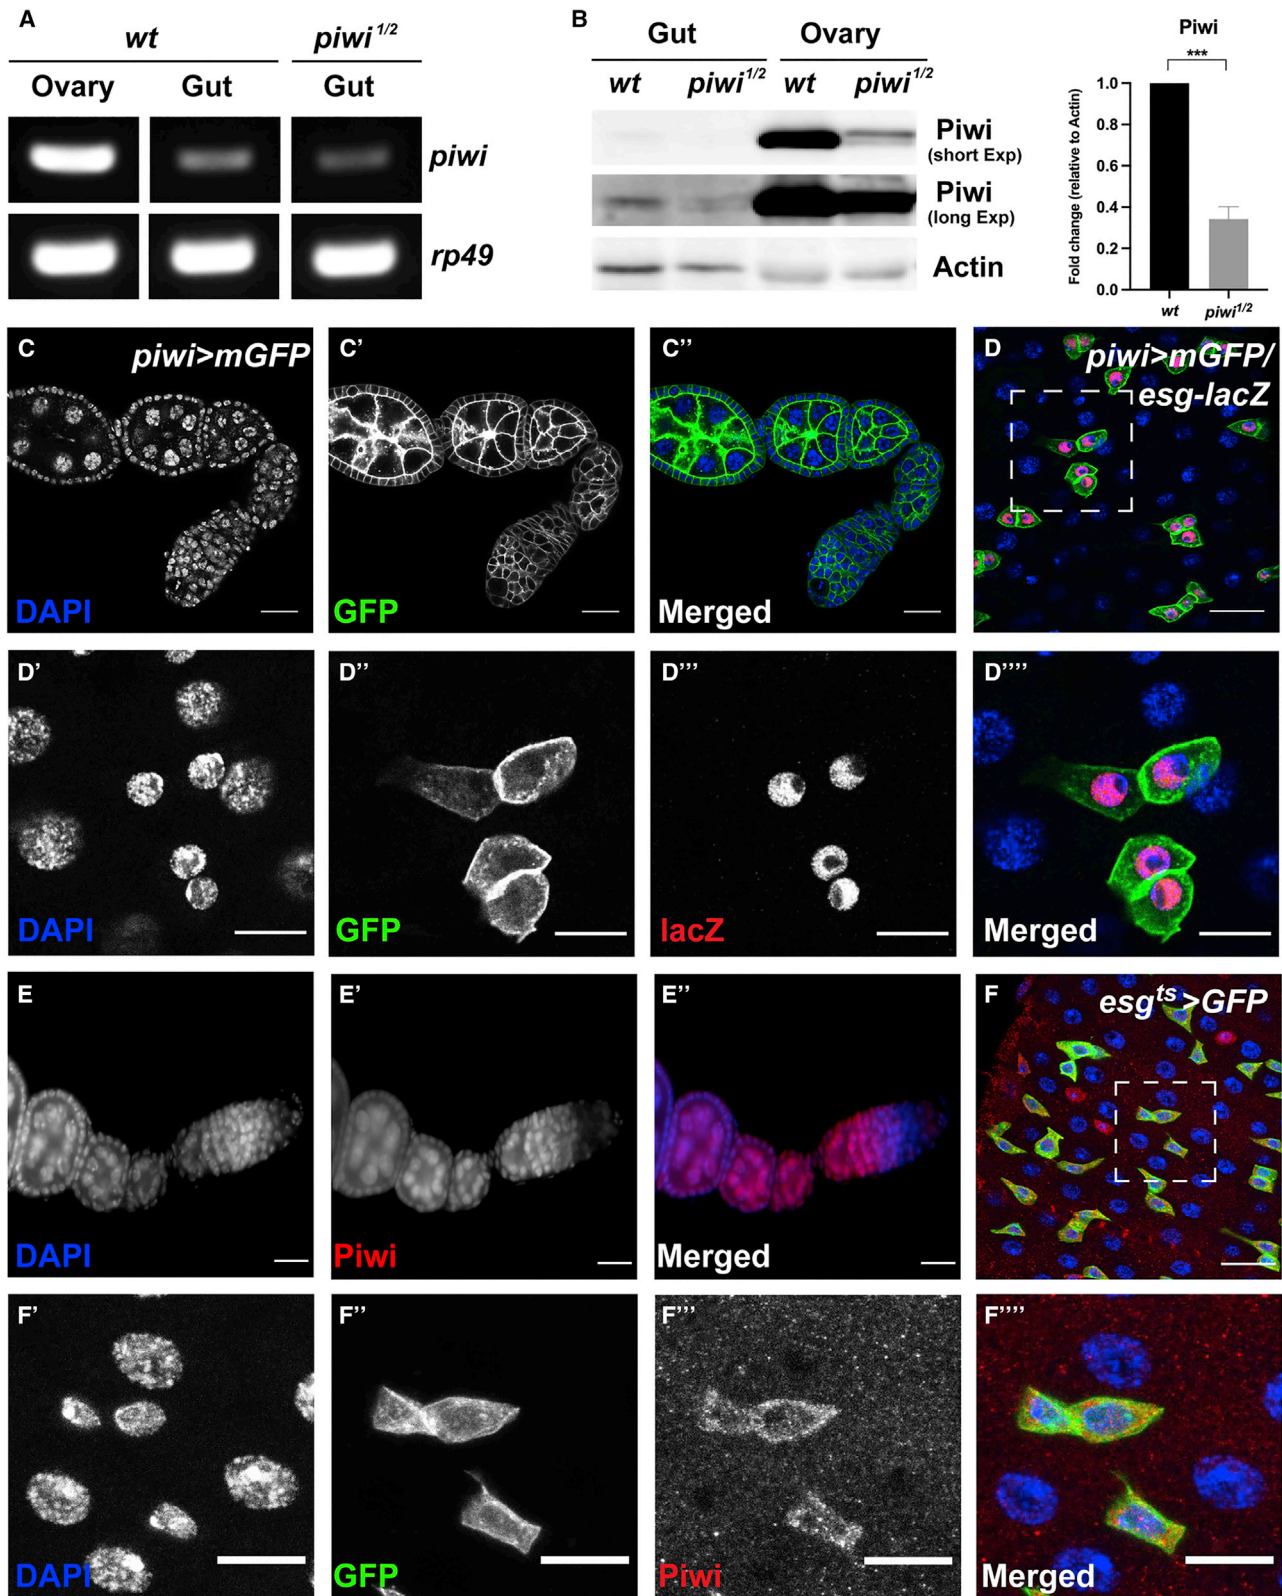 A
wt
piwi 1/2
Ovary
Gut
Gut
piwi
rp49
B
Gut
Ovary
wt
piwi1/2
wt
piwi1/2
Piwi
(short Exp)
Piwi
(long Exp)
Actin
Piwi
***
Fold change (relative to Actin)
1.0
0.8
0.6
0.4
0.2
0.0
wt
piwi1/2
C
piwi>mGFP
DAPI
C'
GFP
C''
Merged
D
piwi>mGFP/
esg-lacZ
D'
DAPI
D''
GFP
D'''
lacZ
D''''
Merged
E
DAPI
E'
Piwi
E''
Merged
F
esgts>GFP
F'
DAPI
F''
GFP
F'''
Piwi
F''''
Merged